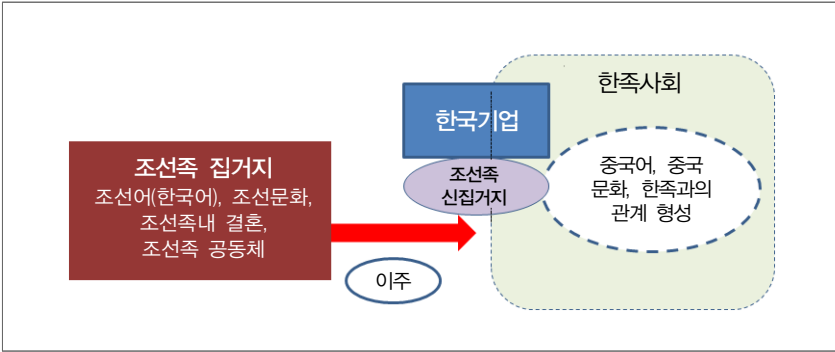 조선족 집거지
조선어(한국어), 조선문화,
조선족내 결혼,
조선족 공동체
이주
한국기업
조선족
신집거지
한족사회
중국어, 중국
문화, 한족과의
관계 형성